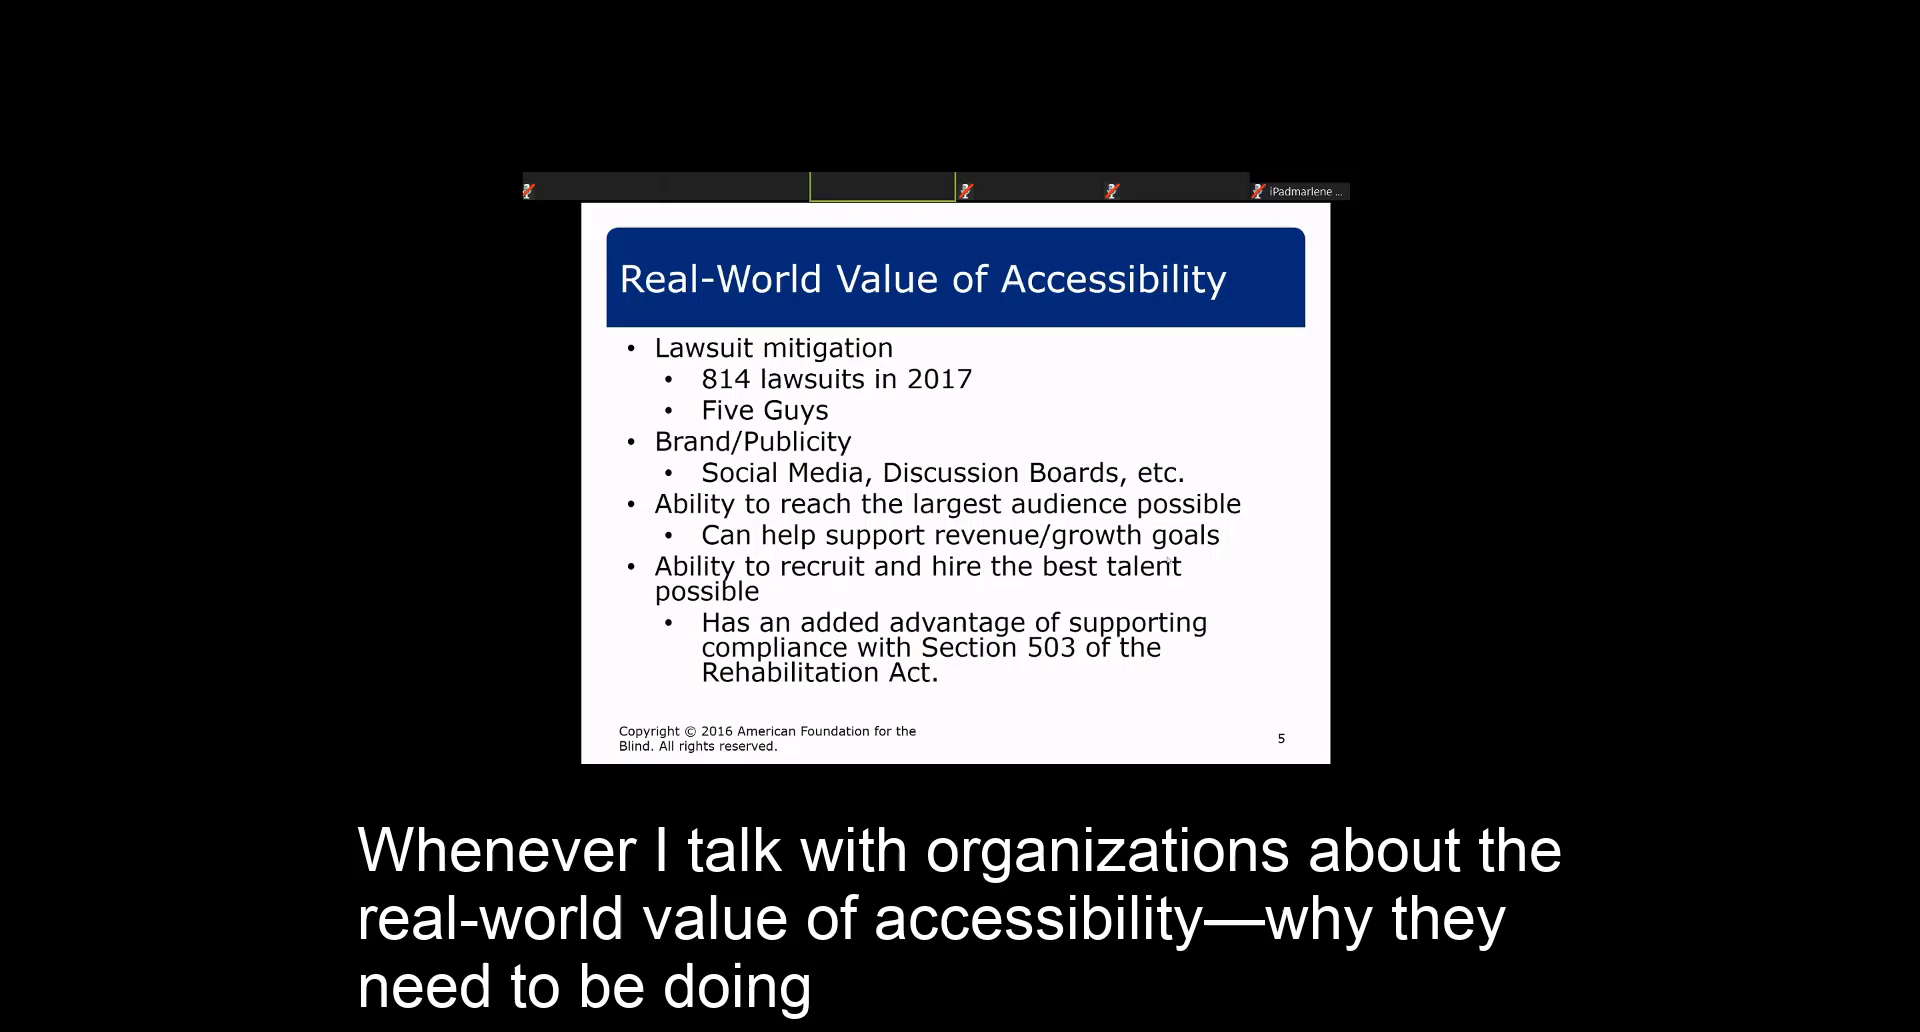 iPadmarlene ...
Real-World Value of Accessibility
• Lawsuit mitigation
• 814 lawsuits in 2017
• Five Guys
• Brand/Publicity
• Social Media, Discussion Boards, etc.
• Ability to reach the largest audience possible
• Can help support revenue/growth goals
• Ability to recruit and hire the best talent
possible
• Has an added advantage of supporting
compliance with Section 503 of the
Rehabilitation Act.
Copyright © 2016 American Foundation for the
Blind. All rights reserved.
5
Whenever I talk with organizations about the
real-world value of accessibility—why they
need to be doing